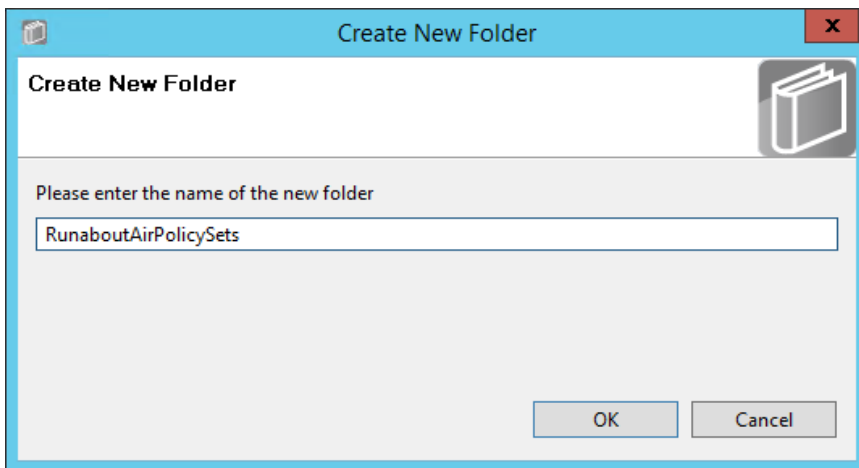 Create New Folder
x
Create New Folder
Please enter the name of the new folder
RunaboutAirPolicySets
OK
Cancel